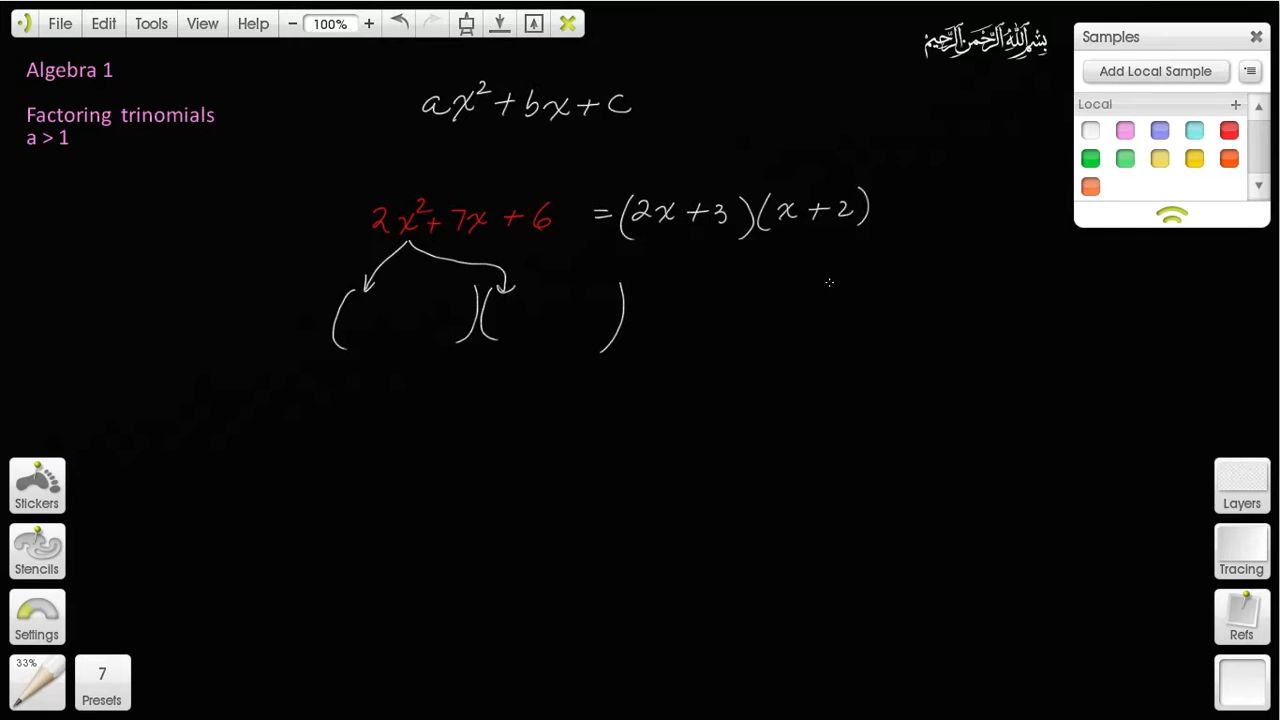 File Edit Tools View Help − 100% +
بسم الله الرحمن الرحيم
Samples
Add Local Sample
Local +
Algebra 1
Factoring trinomials
a > 1
ax² + bx + c
2x² + 7x + 6 = (2x + 3)(x + 2)
( )( )
Stickers
Stencils
Settings
33%
7
Presets
Layers
Tracing
Refs